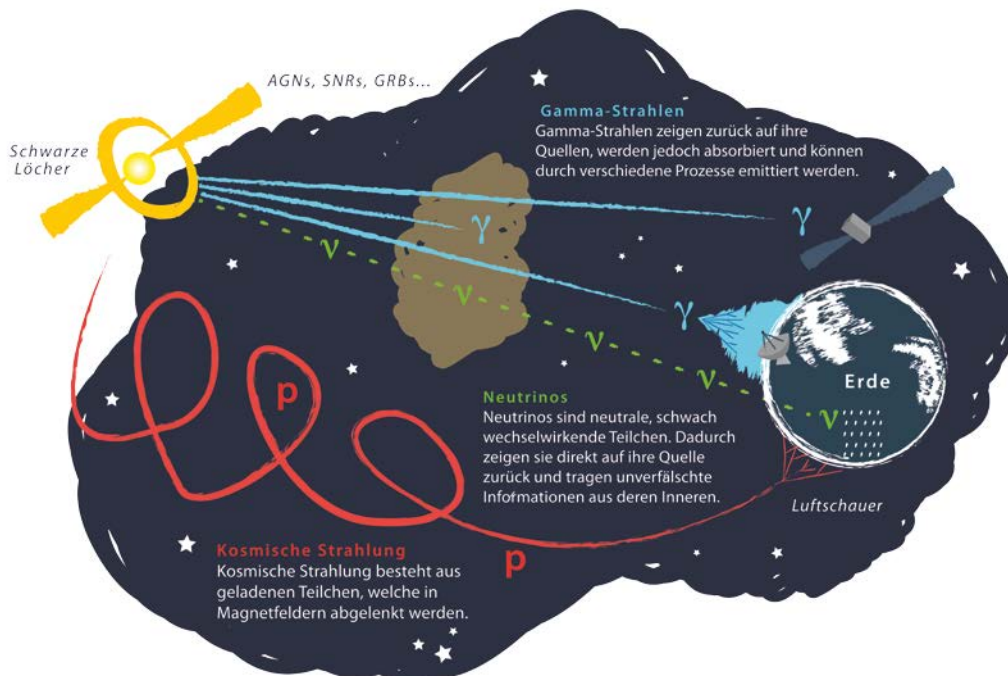 AGNs, SNRs, GRBs...
Schwarze
Löcher
Gamma-Strahlen
Gamma-Strahlen zeigen zurück auf ihre
Quellen, werden jedoch absorbiert und können
durch verschiedene Prozesse emittiert werden.
γ
γ
γ
ν
ν
ν
ν
ν
Erde
p
p
Neutrinos
Neutrinos sind neutrale, schwach
wechselwirkende Teilchen. Dadurch
zeigen sie direkt auf ihre Quelle
zurück und tragen unverfälschte
Informationen aus deren Inneren.
Luftschauer
Kosmische Strahlung
Kosmische Strahlung besteht aus
geladenen Teilchen, welche in
Magnetfeldern abgelenkt werden.